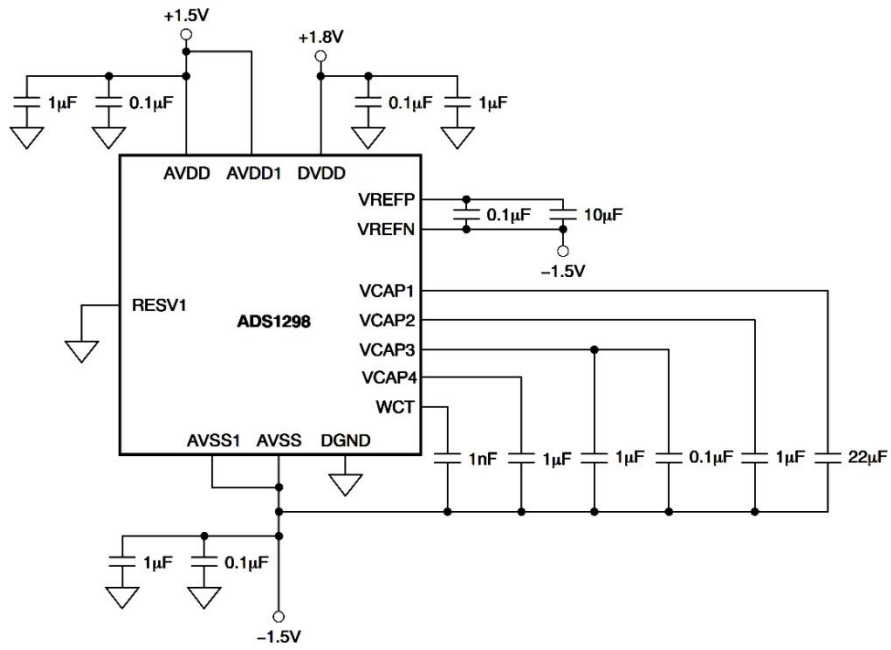 +1.5V
+1.8V
1μF
0.1μF
0.1μF
1μF
AVDD
AVDD1
DVDD
VREFP
0.1μF
10μF
VREFN
−1.5V
VCAP1
RESV1
ADS1298
VCAP2
VCAP3
VCAP4
WCT
AVSS1
AVSS
DGND
1nF
1μF
1μF
0.1μF
1μF
22μF
1μF
0.1μF
−1.5V